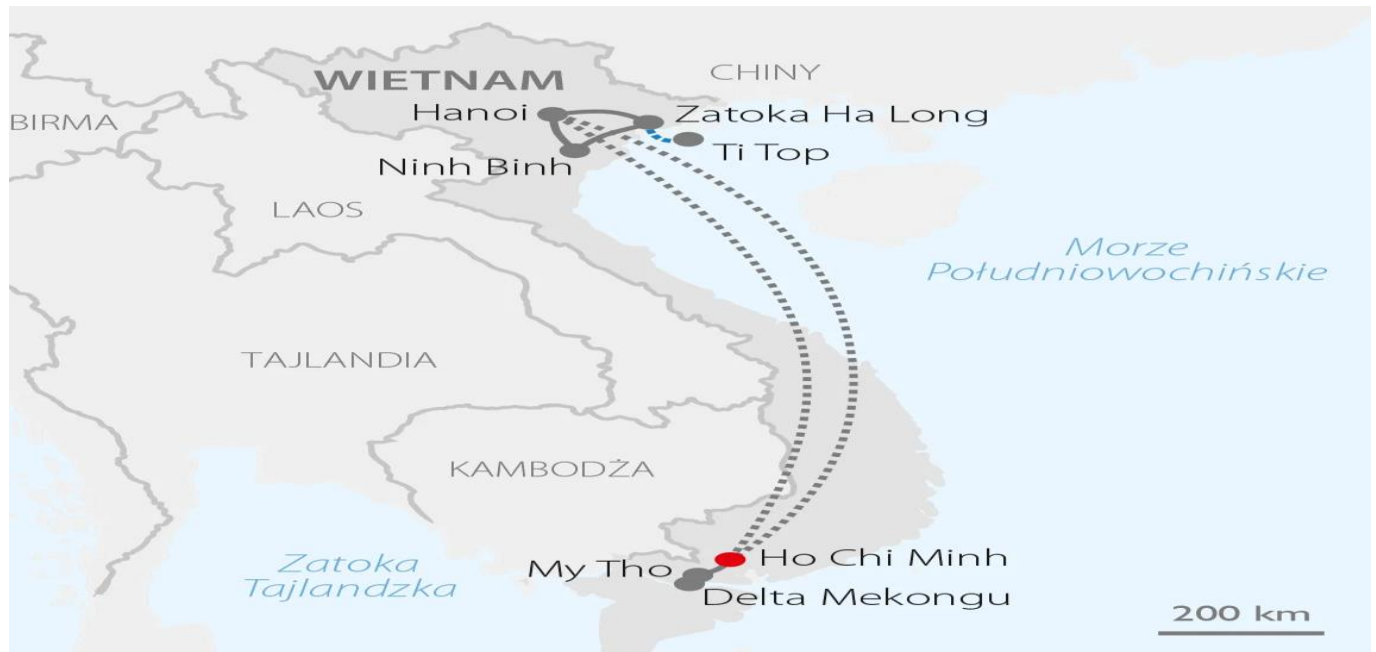 CHINY
WIETNAM
Hanoi
Zatoka Ha Long
BIRMA
Ti Top
Ninh Binh
LAOS
Morze
Południowochińskie
TAJLANDIA
KAMBODŻA
Zatoka
Tajlandzka
My Tho
Ho Chi Minh
Delta Mekongu
200 km